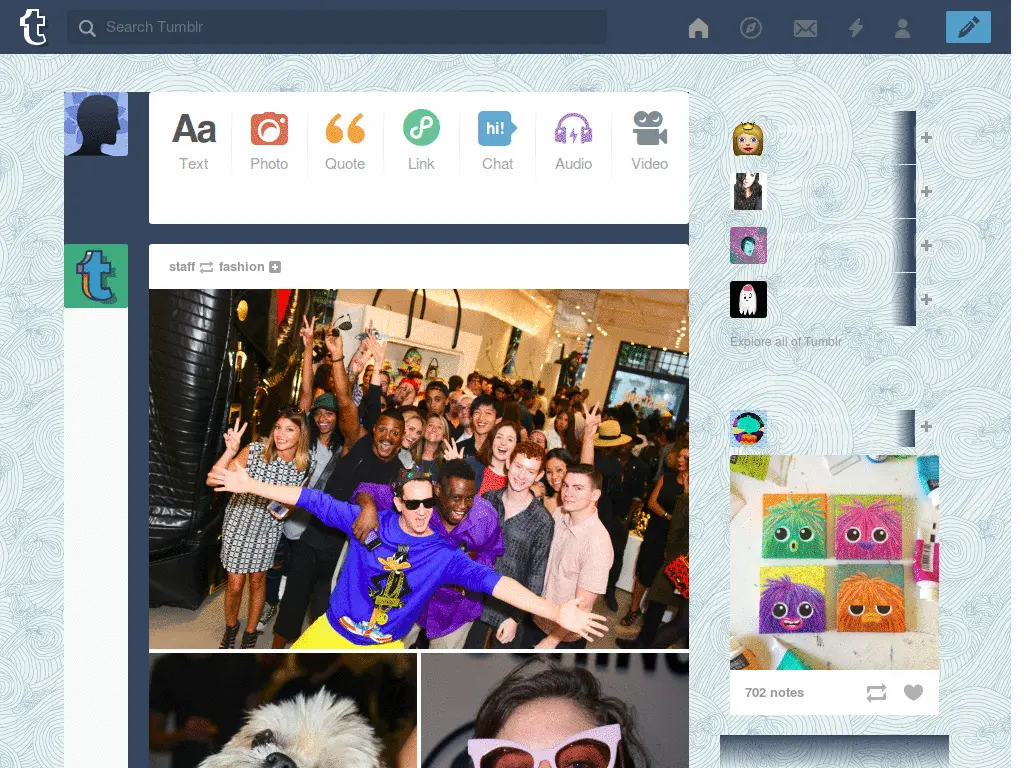 Search Tumblr
Aa
hi!
Text Photo Quote Link Chat Audio Video
staff fashion
Explore all of Tumblr
702 notes